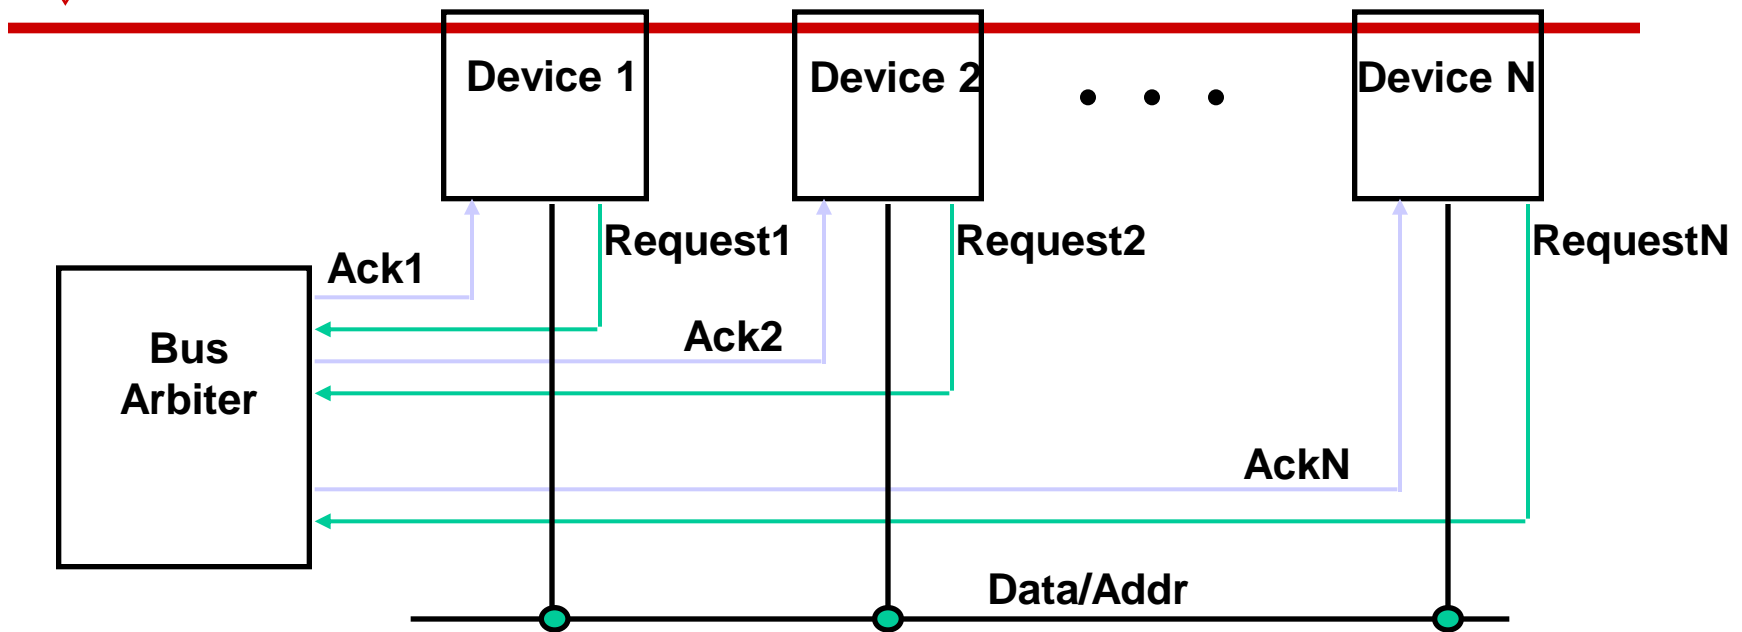 Device 1
Device 2
Device N
Request1
Request2
RequestN
Ack1
Ack2
Bus
Arbiter
AckN
Data/Addr